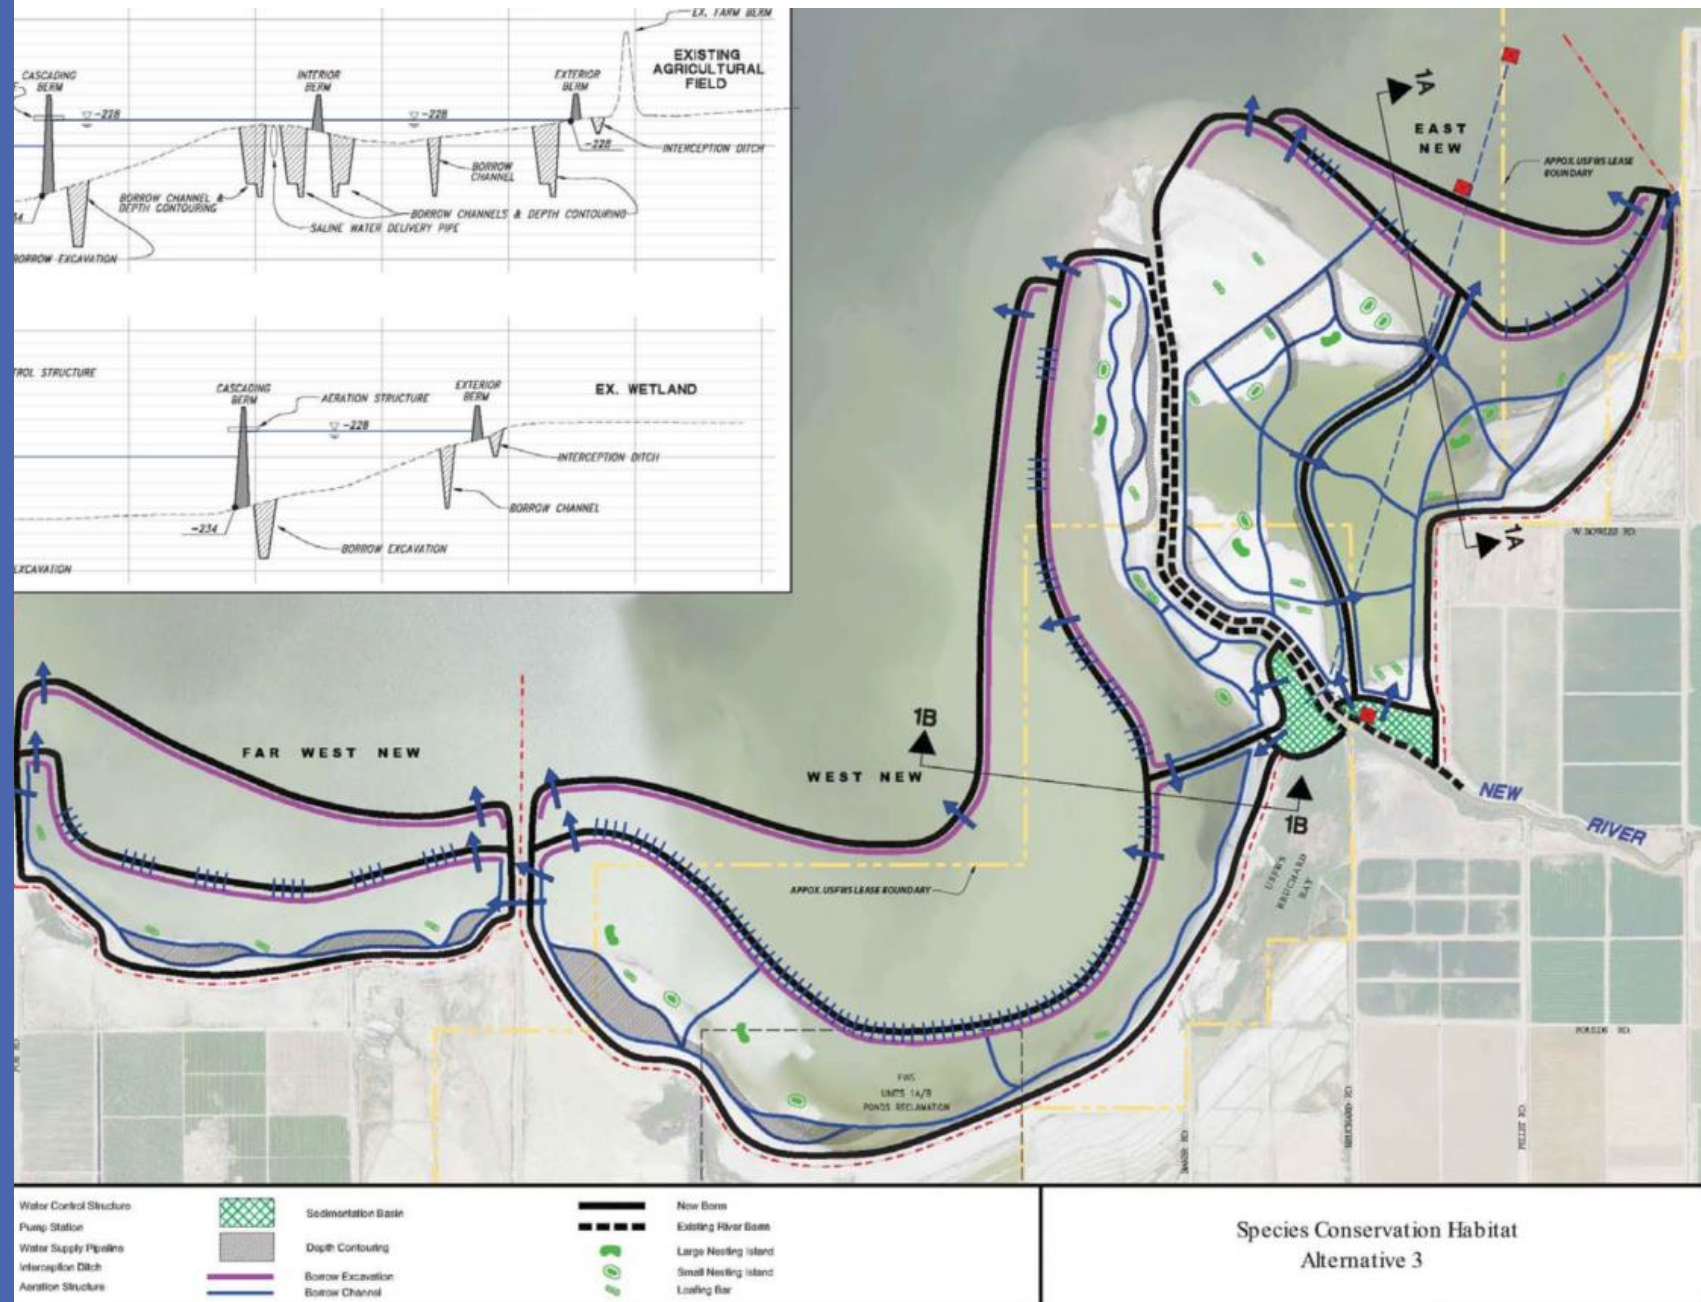 EX. FARM BERM
EXISTING
AGRICULTURAL
FIELD
CASCADING
BERM
INTERIOR
BERM
EXTERIOR
BERM
-228
-228
-228
INTERCEPTION DITCH
BORROW
CHANNEL
BORROW CHANNEL &
DEPTH CONTOURING
BORROW CHANNELS & DEPTH CONTOURING
SALINE WATER DELIVERY PIPE
BORROW EXCAVATION
TROL STRUCTURE
CASCADING
BERM
AERATION STRUCTURE
EXTERIOR
BERM
EX. WETLAND
-228
INTERCEPTION DITCH
BORROW CHANNEL
-234
BORROW EXCAVATION
EXCAVATION
1A
EAST
NEW
APPOX. USFWS LEASE
BOUNDARY
1A
W BOWLES RD.
FAR WEST NEW
1B
WEST NEW
1B
NEW
RIVER
USFWS
BRUCHARD
BAY
APPOX. USFWS LEASE BOUNDARY
FWS
UNITS 1A/B
PONDS RECLAMATION
FOULDS RD.
Water Control Structure
Pump Station
Water Supply Pipeline
Interception Ditch
Aeration Structure
Sedimentation Basin
Depth Contouring
Borrow Excavation
Borrow Channel
New Berm
Existing River Berm
Large Nesting Island
Small Nesting Island
Loafing Bar
Species Conservation Habitat
Alternative 3